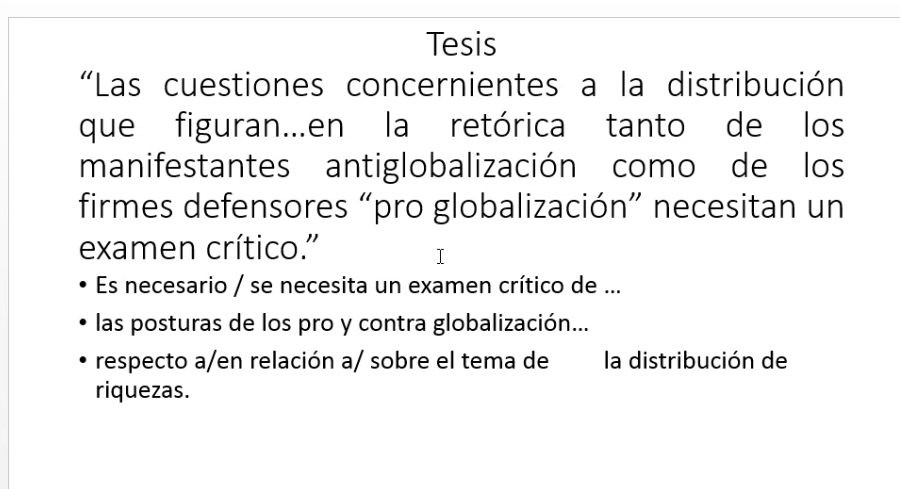 Tesis
“Las cuestiones concernientes a la distribución
que figuran...en la retórica tanto de los
manifestantes antiglobalización como de los
firmes defensores “pro globalización” necesitan un
examen crítico.”
• Es necesario / se necesita un examen crítico de ...
• las posturas de los pro y contra globalización...
• respecto a/en relación a/ sobre el tema de la distribución de
riquezas.